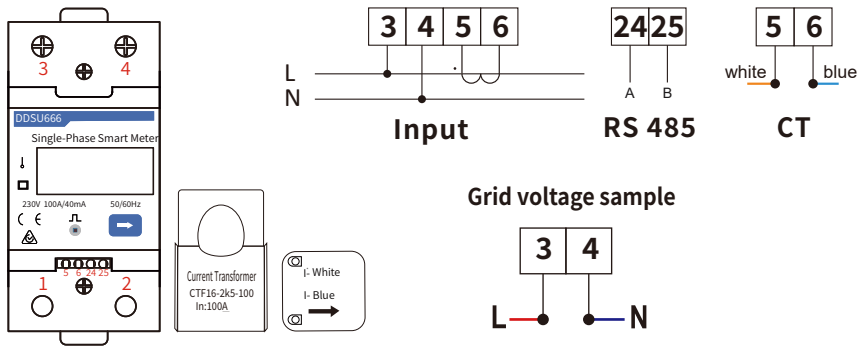 3 4
DDSU666
Single-Phase Smart Meter
230V 100A/40mA 50/60Hz
C E
5 6 24 25
1 2
Current Transformer
CTF16-2k5-100
In:100A
I- White
I- Blue
3 4 5 6
L
N
Input
24 25
A B
RS 485
5 6
white blue
CT
Grid voltage sample
3 4
L N